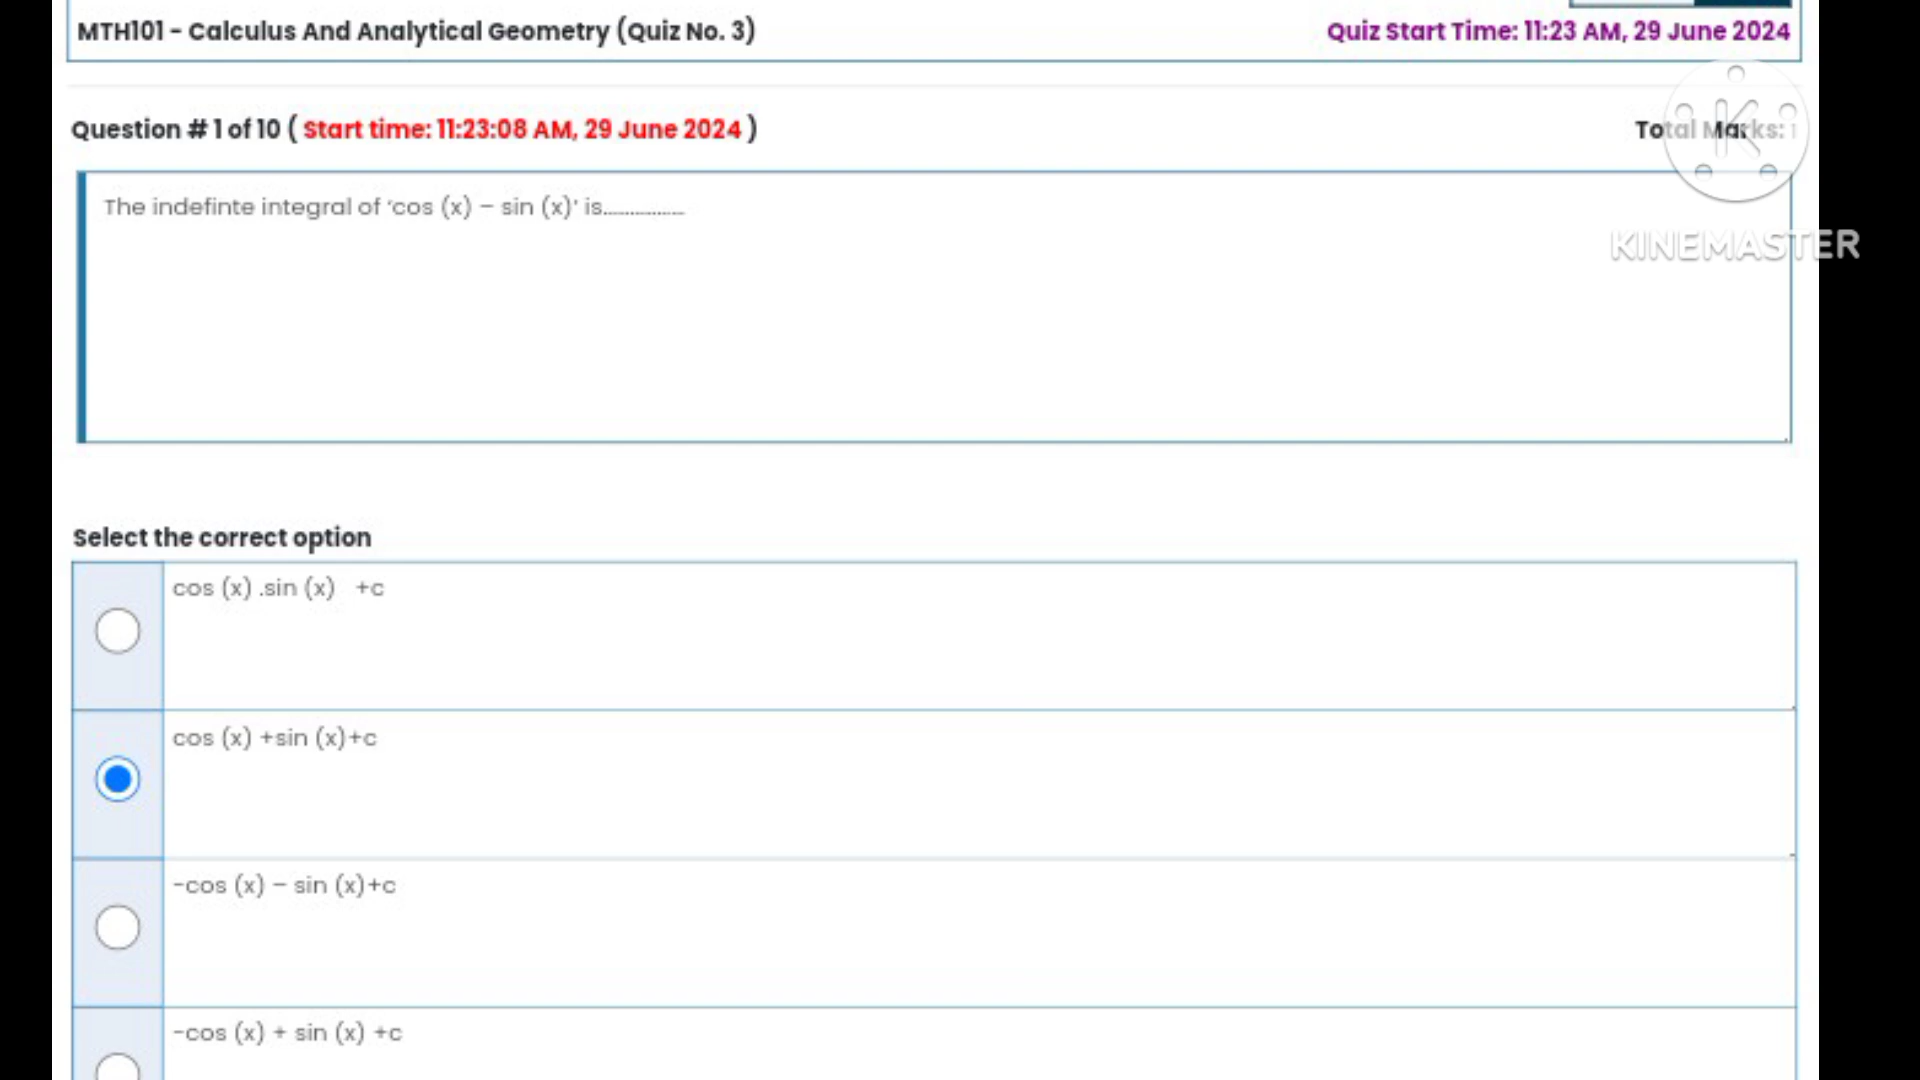 MTH101 - Calculus And Analytical Geometry (Quiz No. 3)
Quiz Start Time: 11:23 AM, 29 June 2024
Question # 1 of 10 ( Start time: 11:23:08 AM, 29 June 2024 )
Total Marks: 1
KINEMASTER
The indefinte integral of ‘cos (x) – sin (x)’ is................
Select the correct option
cos (x) .sin (x) +c
cos (x) +sin (x)+c
-cos (x) – sin (x)+c
-cos (x) + sin (x) +c